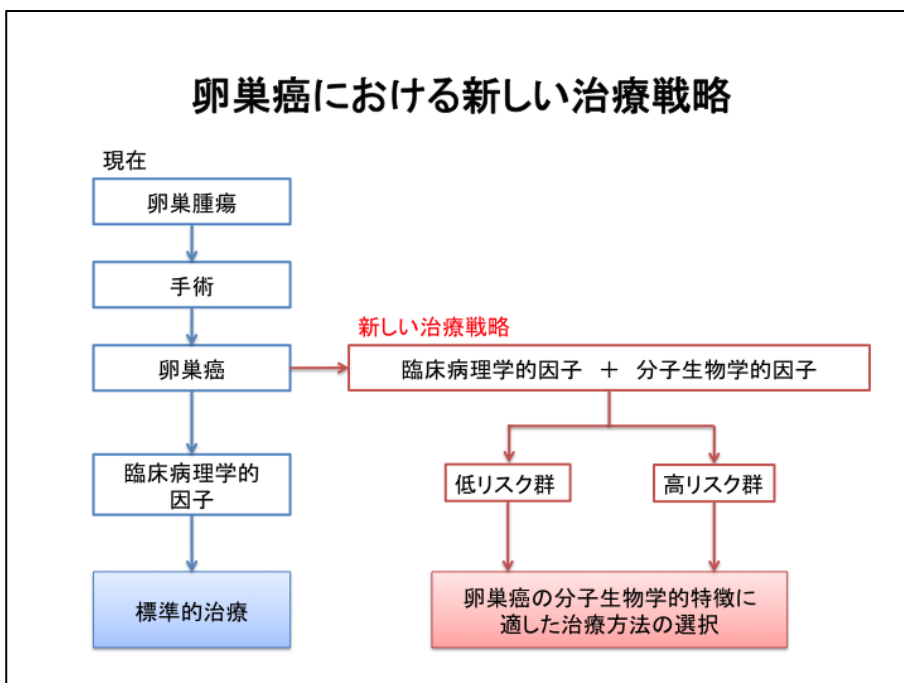 卵巣癌における新しい治療戦略
現在
卵巣腫瘍
手術
卵巣癌
臨床病理学的
因子
標準的治療
新しい治療戦略
臨床病理学的因子 + 分子生物学的因子
低リスク群
高リスク群
卵巣癌の分子生物学的特徴に
適した治療方法の選択